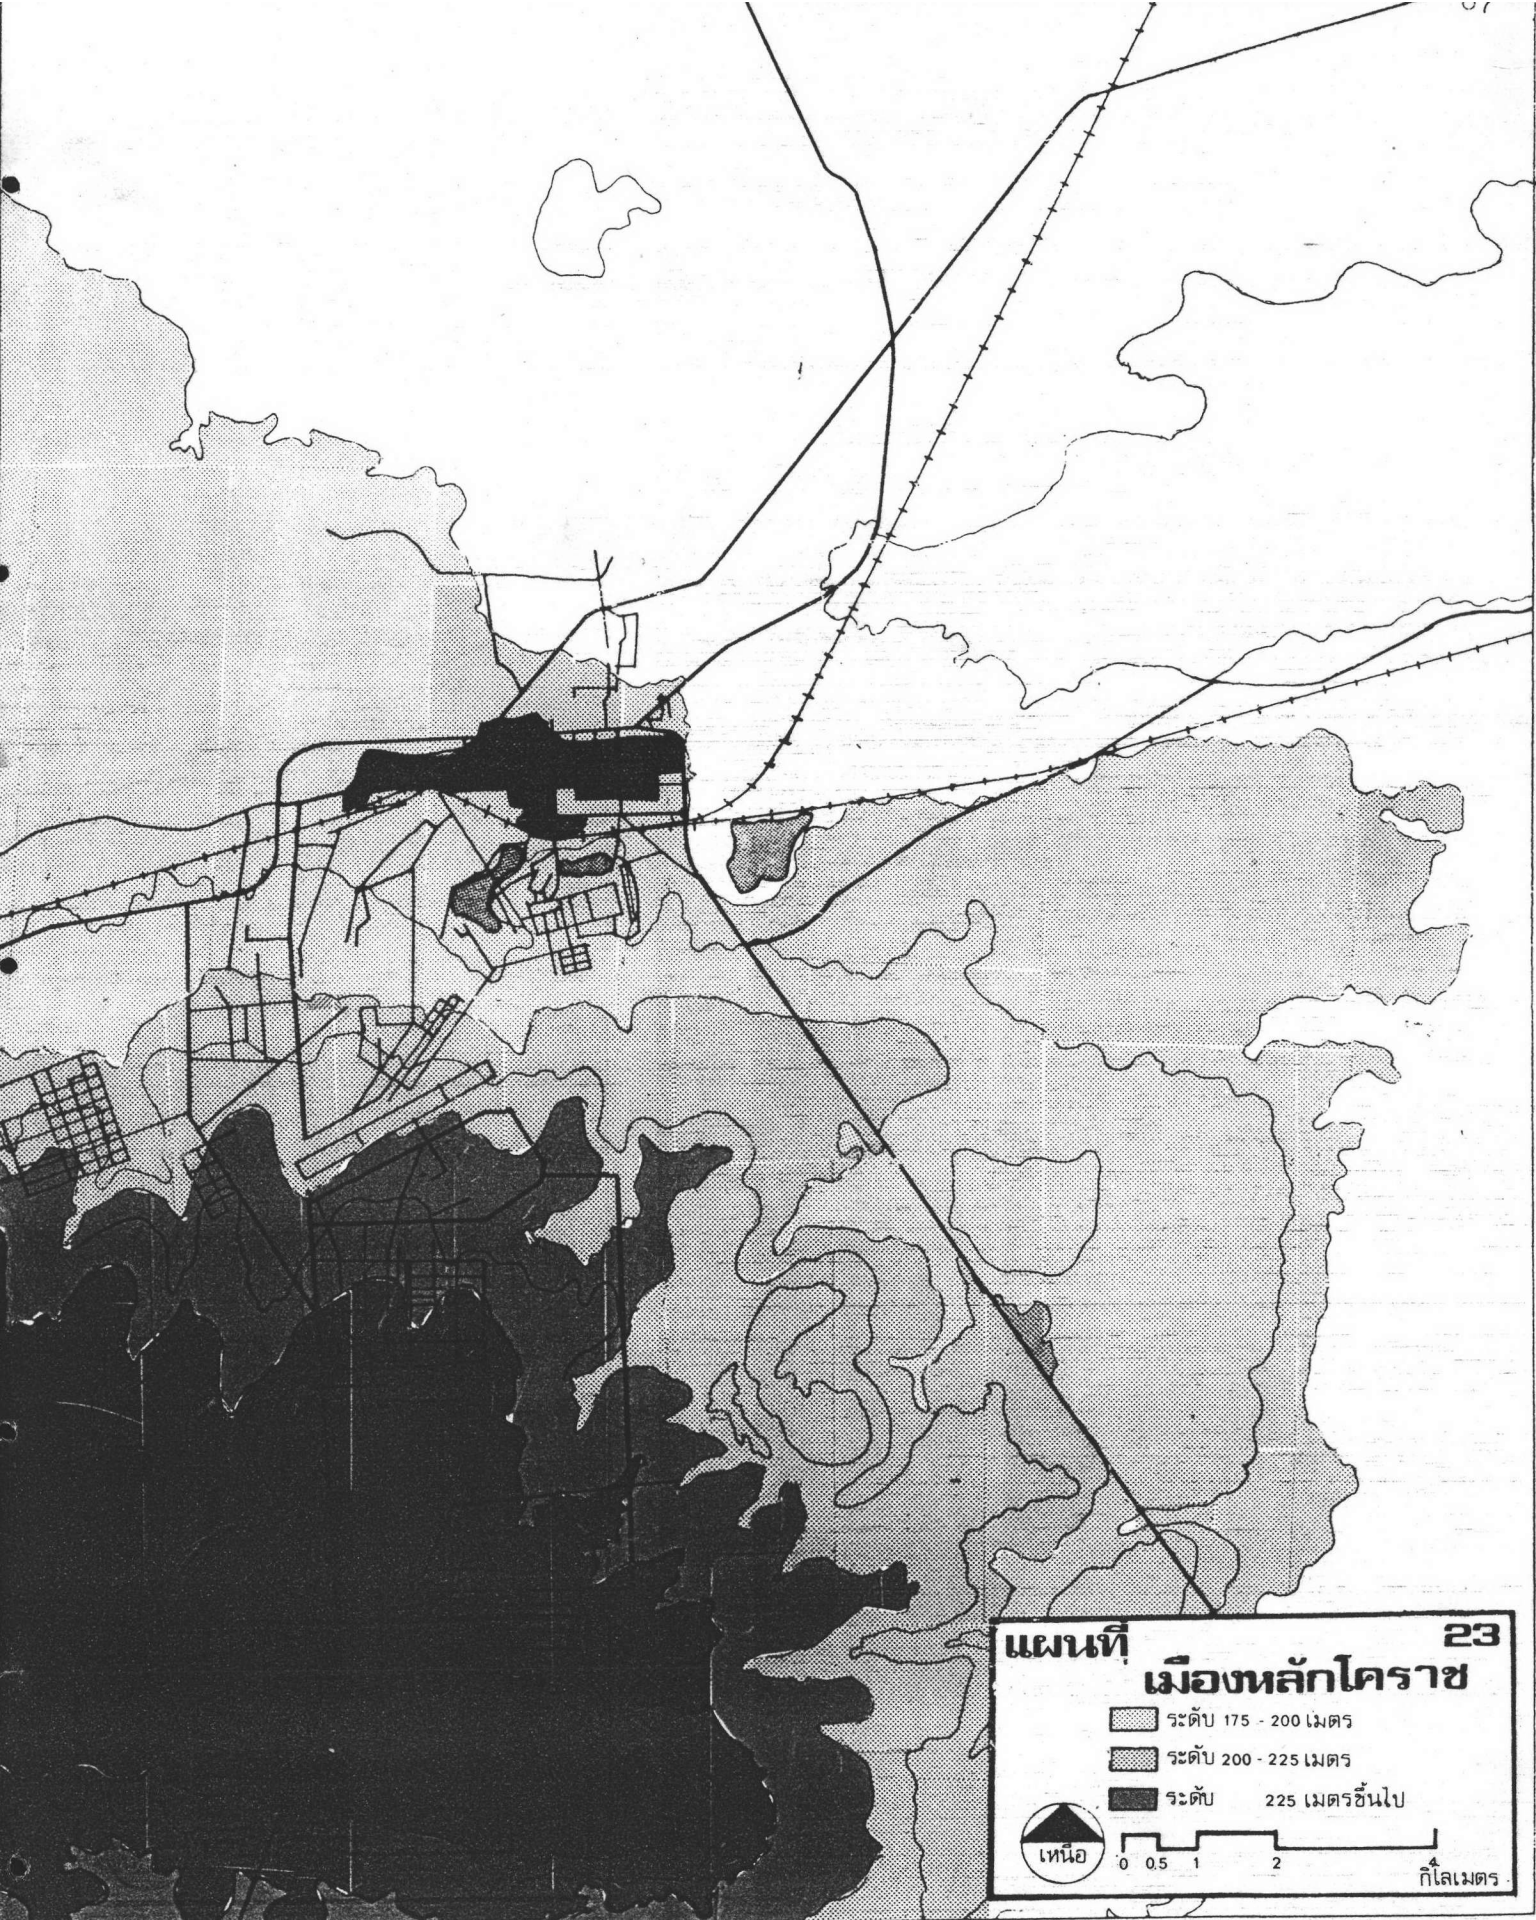 แผนที่ 23
เมืองหลักโคราช
ระดับ 175 - 200 เมตร
ระดับ 200 - 225 เมตร
ระดับ 225 เมตรขึ้นไป
เหนือ
0 0.5 1 2 4
กิโลเมตร